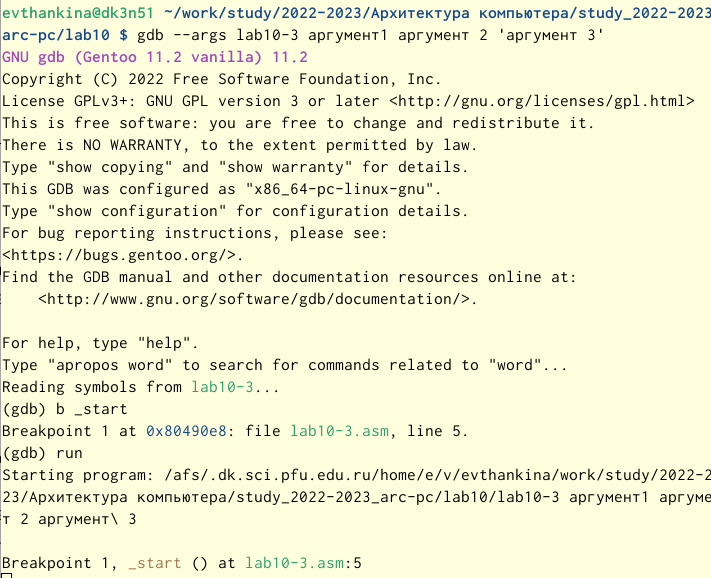 evthankina@dk3n51 ~/work/study/2022-2023/Архитектура компьютера/study_2022-2023
arc-pc/lab10 $ gdb --args lab10-3 аргумент1 аргумент 2 'аргумент 3'
GNU gdb (Gentoo 11.2 vanilla) 11.2
Copyright (C) 2022 Free Software Foundation, Inc.
License GPLv3+: GNU GPL version 3 or later <http://gnu.org/licenses/gpl.html>
This is free software: you are free to change and redistribute it.
There is NO WARRANTY, to the extent permitted by law.
Type "show copying" and "show warranty" for details.
This GDB was configured as "x86_64-pc-linux-gnu".
Type "show configuration" for configuration details.
For bug reporting instructions, please see:
<https://bugs.gentoo.org/>.
Find the GDB manual and other documentation resources online at:
    <http://www.gnu.org/software/gdb/documentation/>.

For help, type "help".
Type "apropos word" to search for commands related to "word"...
Reading symbols from lab10-3...
(gdb) b _start
Breakpoint 1 at 0x80490e8: file lab10-3.asm, line 5.
(gdb) run
Starting program: /afs/.dk.sci.pfu.edu.ru/home/e/v/evthankina/work/study/2022-2
23/Архитектура компьютера/study_2022-2023_arc-pc/lab10/lab10-3 аргумент1 аргуме
т 2 аргумент\ 3

Breakpoint 1, _start () at lab10-3.asm:5